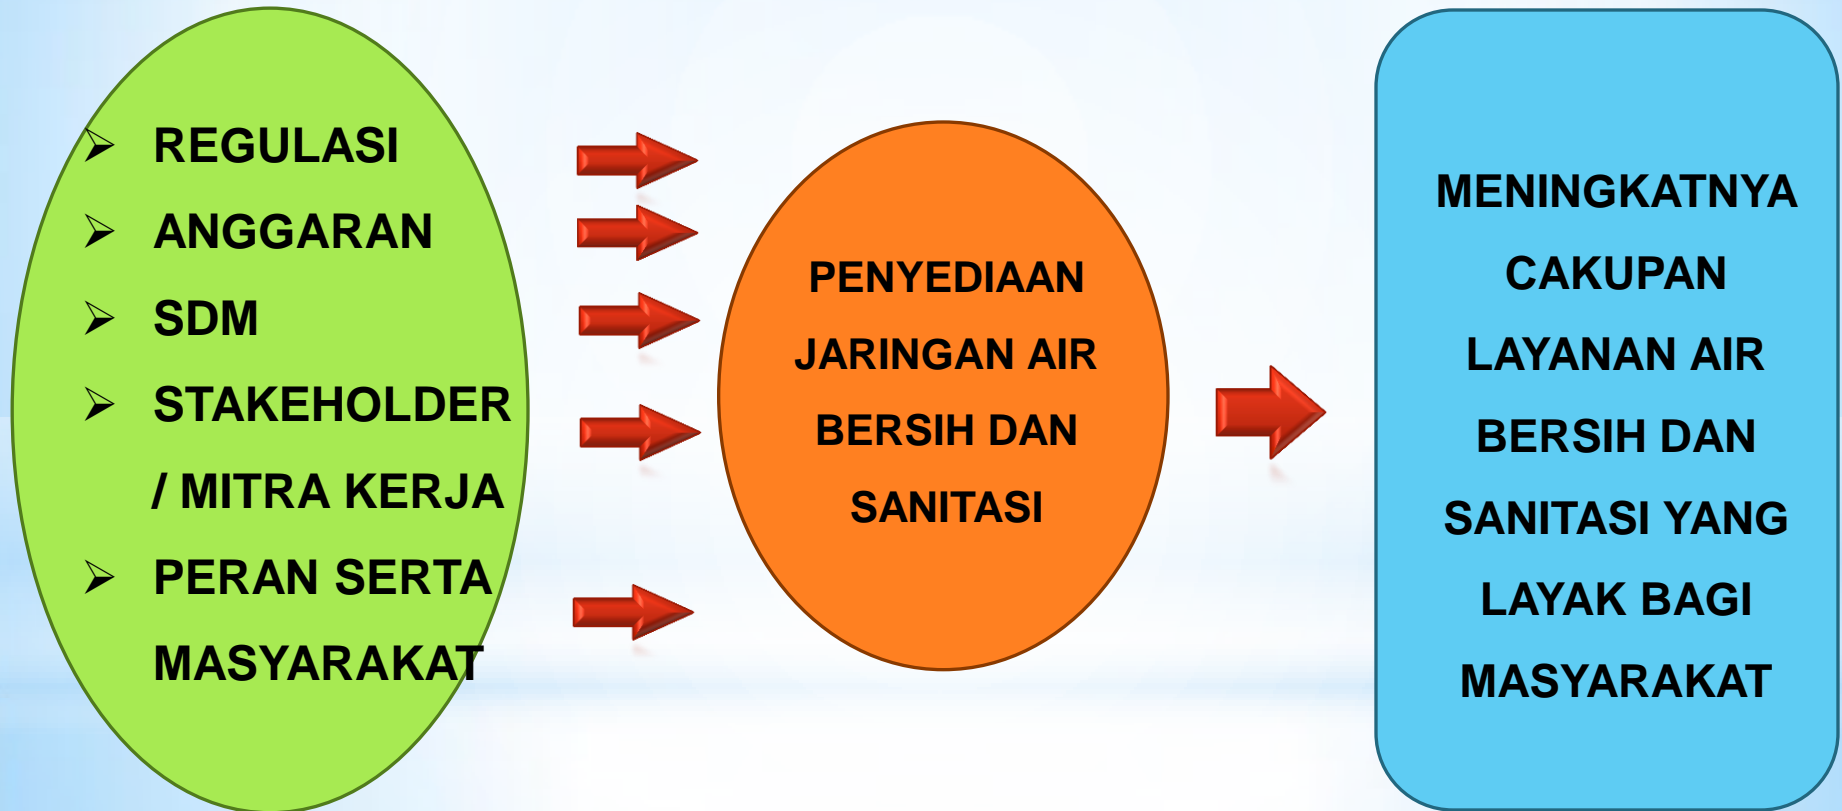 REGULASI
ANGGARAN
SDM
STAKEHOLDER
/ MITRA KERJA
PERAN SERTA
MASYARAKAT
PENYEDIAAN
JARINGAN AIR
BERSIH DAN
SANITASI
MENINGKATNYA
CAKUPAN
LAYANAN AIR
BERSIH DAN
SANITASI YANG
LAYAK BAGI
MASYARAKAT